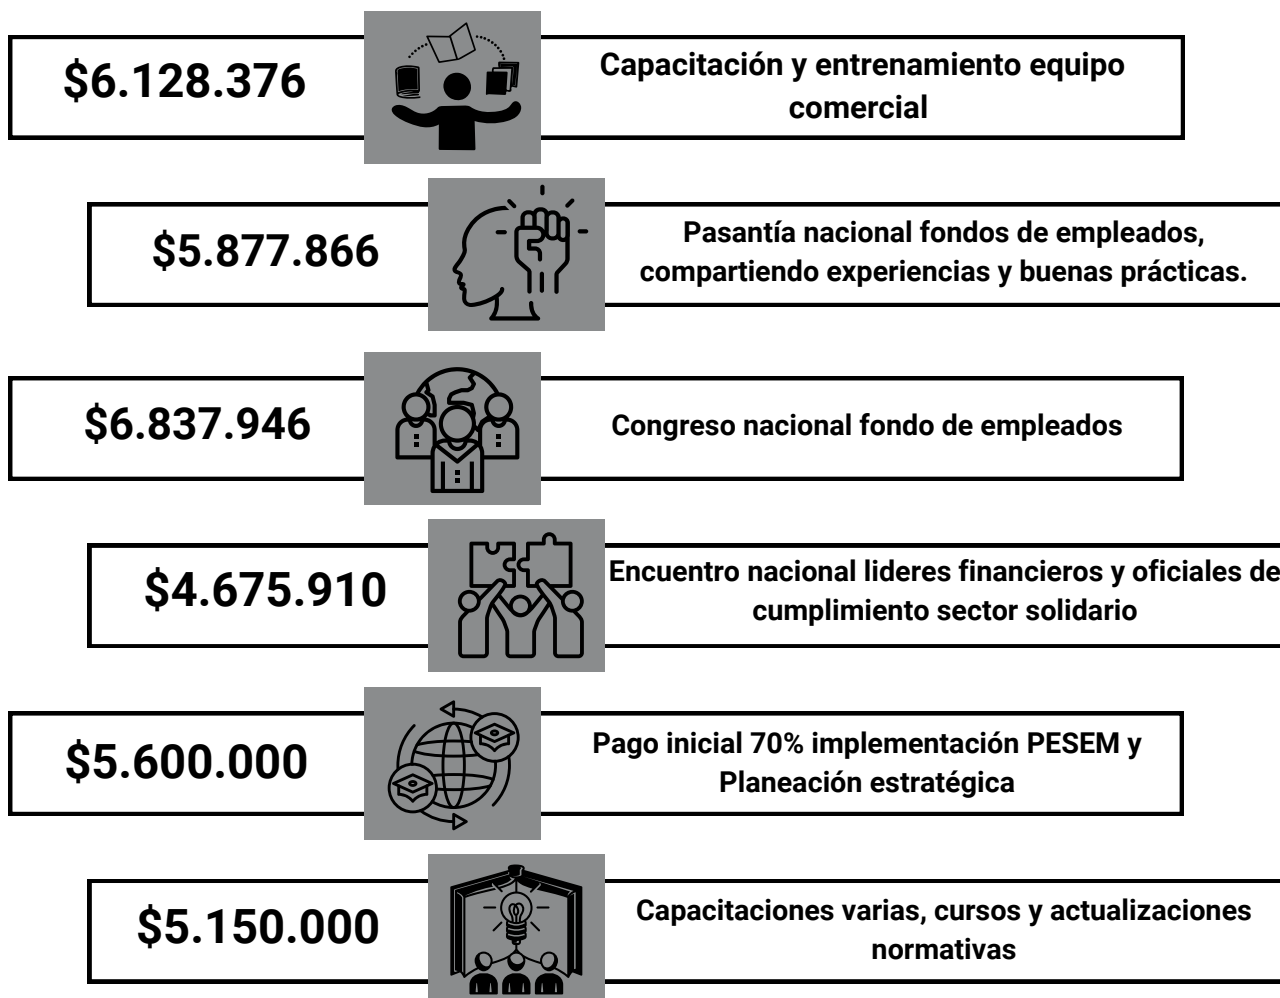 $6.128.376
Capacitación y entrenamiento equipo
comercial
$5.877.866
Pasantía nacional fondos de empleados,
compartiendo experiencias y buenas prácticas.
$6.837.946
Congreso nacional fondo de empleados
$4.675.910
Encuentro nacional lideres financieros y oficiales de
cumplimiento sector solidario
$5.600.000
Pago inicial 70% implementación PESEM y
Planeación estratégica
$5.150.000
Capacitaciones varias, cursos y actualizaciones
normativas